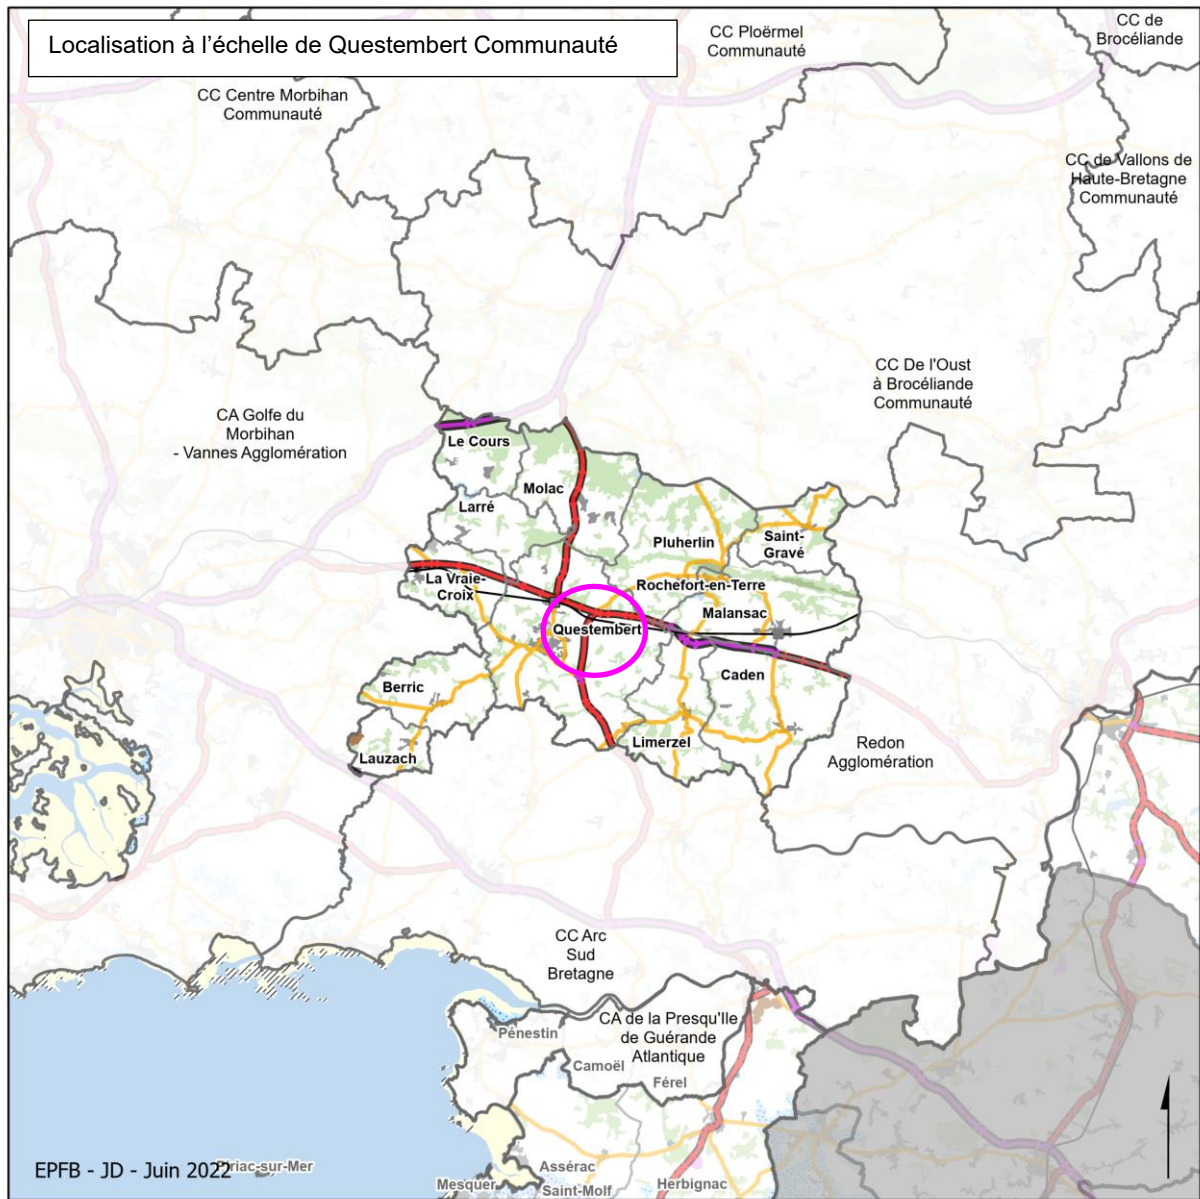 Localisation à l’échelle de Questembert Communauté
CC Ploërmel
Communauté
CC de
Brocéliande
CC Centre Morbihan
Communauté
CC de Vallons de
Haute-Bretagne
Communauté
CC De l'Oust
à Brocéliande
Communauté
CA Golfe du
Morbihan
- Vannes Agglomération
Le Cours
Molac
Larré
Pluherlin
Saint-
Gravé
La Vraie-
Croix
Rochefort-en-Terre
Malansac
Questembert
Caden
Berric
Limerzel
Lauzach
Redon
Agglomération
CC Arc
Sud
Bretagne
CA de la Presqu'Ile
de Guérande
Atlantique
Pénestin
Camoël
Férel
EPFB - JD - Juin 2022
Piriac-sur-Mer
Mesquer
Assérac
Saint-Molf
Herbignac